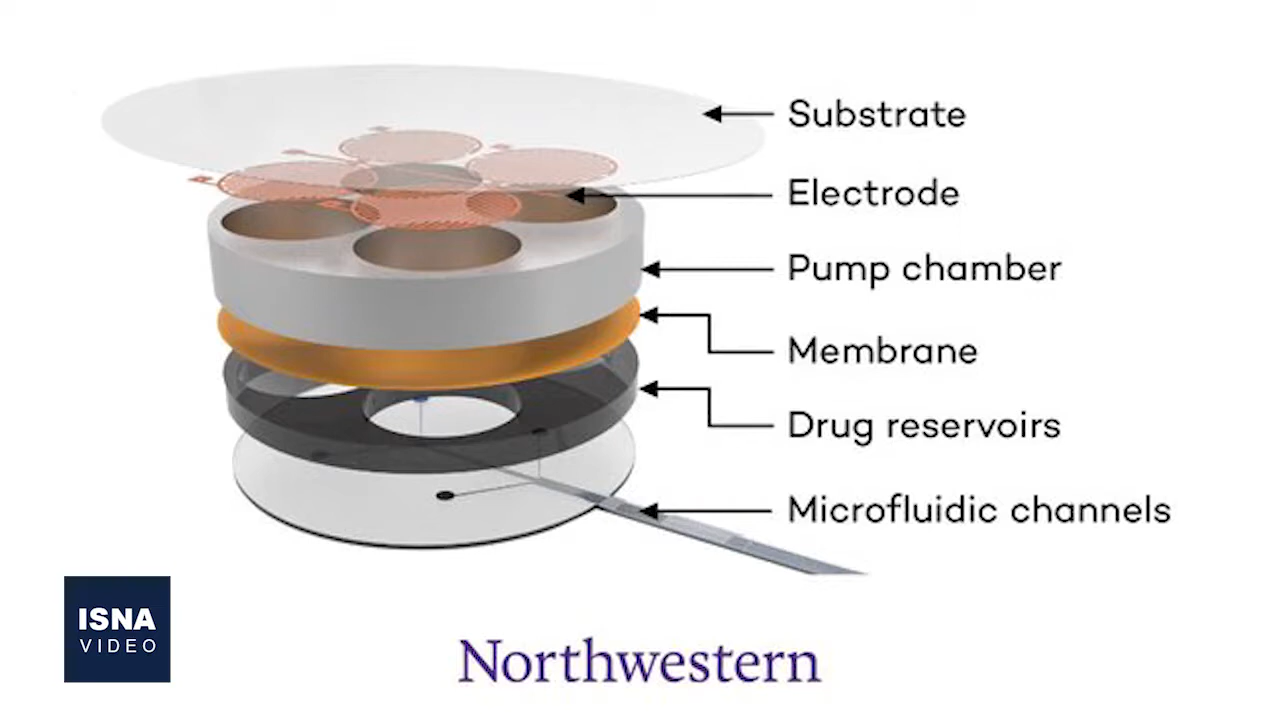 Substrate
Electrode
Pump chamber
Membrane
Drug reservoirs
Microfluidic channels
ISNA
VIDEO
Northwestern